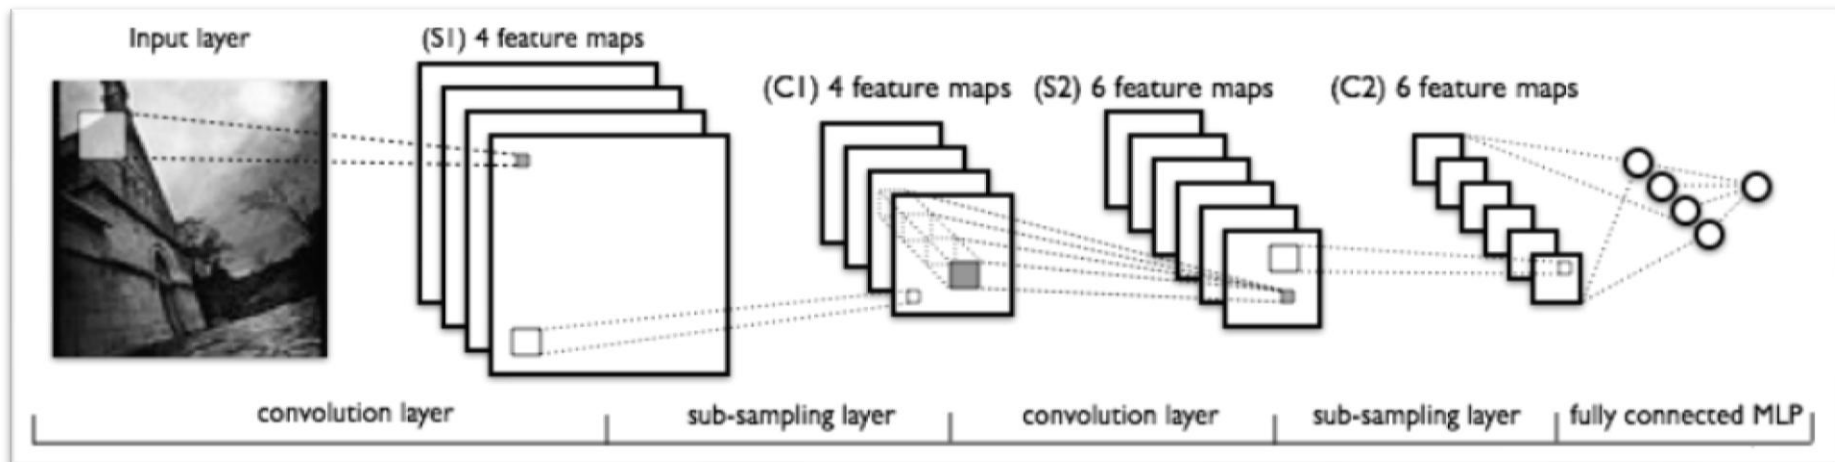 Input layer
(S1) 4 feature maps
(C1) 4 feature maps
(S2) 6 feature maps
(C2) 6 feature maps
convolution layer
sub-sampling layer
convolution layer
sub-sampling layer
fully connected MLP